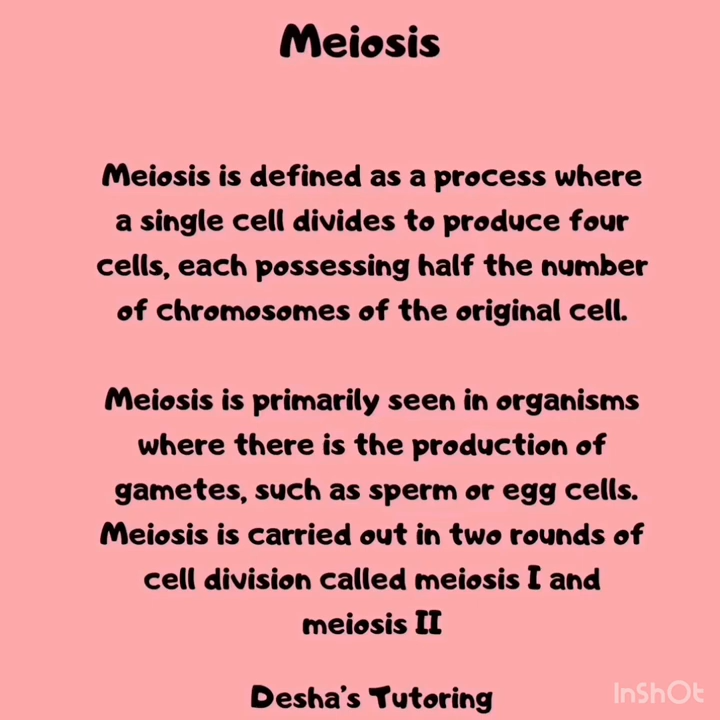 Meiosis
Meiosis is defined as a process where
a single cell divides to produce four
cells, each possessing half the number
of chromosomes of the original cell.
Meiosis is primarily seen in organisms
where there is the production of
gametes, such as sperm or egg cells.
Meiosis is carried out in two rounds of
cell division called meiosis I and
meiosis II
Desha's Tutoring
InShOt